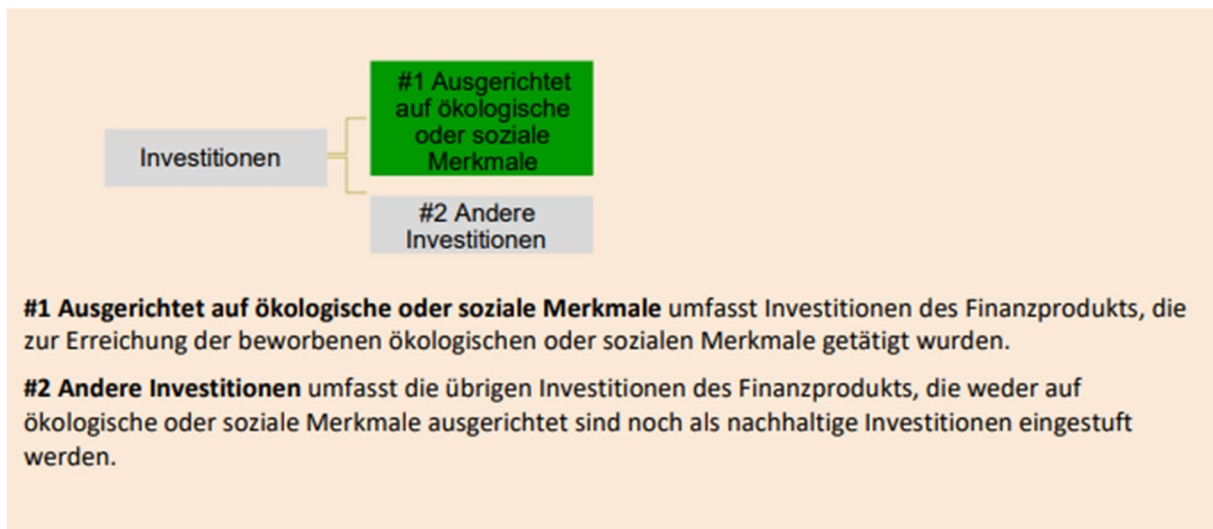 #1 Ausgerichtet
auf ökologische
oder soziale
Merkmale
Investitionen
#2 Andere
Investitionen
#1 Ausgerichtet auf ökologische oder soziale Merkmale umfasst Investitionen des Finanzprodukts, die
zur Erreichung der beworbenen ökologischen oder sozialen Merkmale getätigt wurden.
#2 Andere Investitionen umfasst die übrigen Investitionen des Finanzprodukts, die weder auf
ökologische oder soziale Merkmale ausgerichtet sind noch als nachhaltige Investitionen eingestuft
werden.